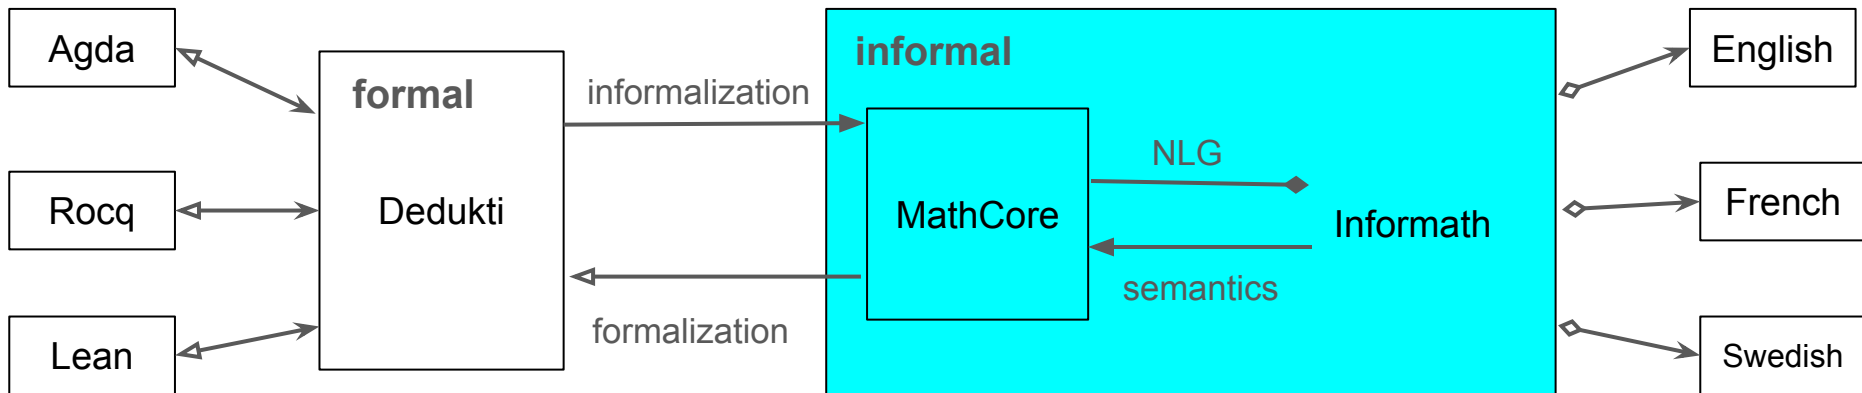 Agda
Rocq
Lean
formal
Dedukti
informalization
formalization
informal
MathCore
NLG
semantics
Informath
English
French
Swedish